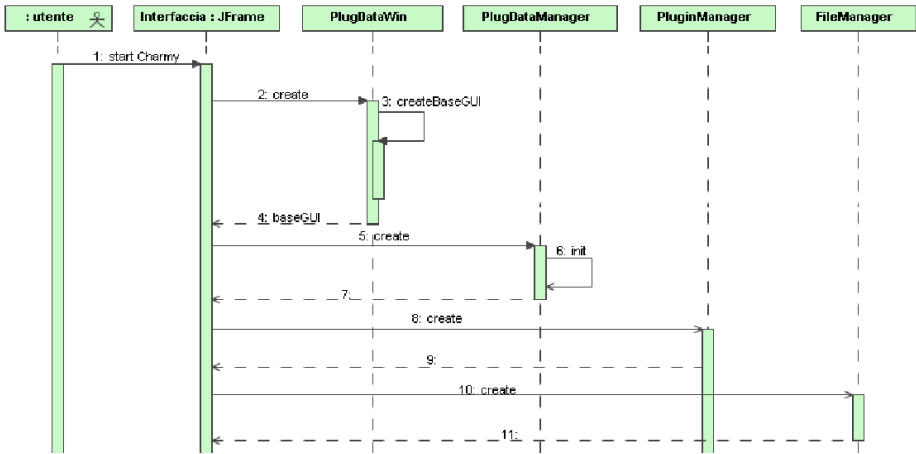 : utente
Interfaccia : JFrame
PlugDataWin
PlugDataManager
PluginManager
FileManager
1: start Charmy
2: create
3: createBaseGUI
4: baseGUI
5: create
6: init
7:
8: create
9:
10: create
11: